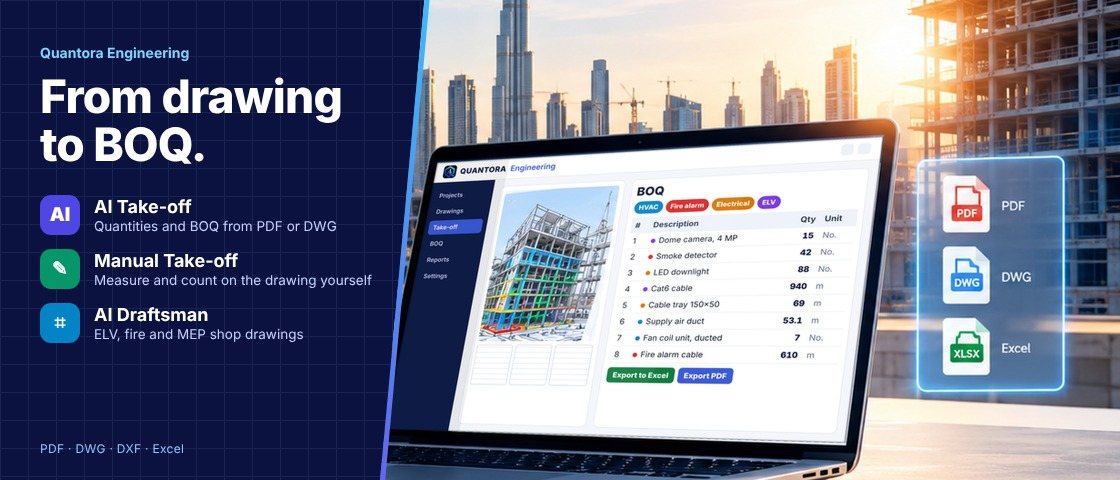 Quantora Engineering
From drawing
to BOQ.
AI
AI Take-off
Quantities and BOQ from PDF or DWG
✎
Manual Take-off
Measure and count on the drawing yourself
⌗
AI Draftsman
ELV, fire and MEP shop drawings
PDF · DWG · DXF · Excel
QUANTORA Engineering
Projects
Drawings
Take-off
BOQ
Reports
Settings
BOQ
HVAC Fire alarm Electrical ELV
# Description Qty Unit
1 Dome camera, 4 MP 15 No.
2 Smoke detector 42 No.
3 LED downlight 88 No.
4 Cat6 cable 940 m
5 Cable tray 150×50 69 m
6 Supply air duct 53.1 m
7 Fan coil unit, ducted 7 No.
8 Fire alarm cable 610 m
Export to Excel Export PDF
PDF PDF
DWG DWG
XLSX Excel